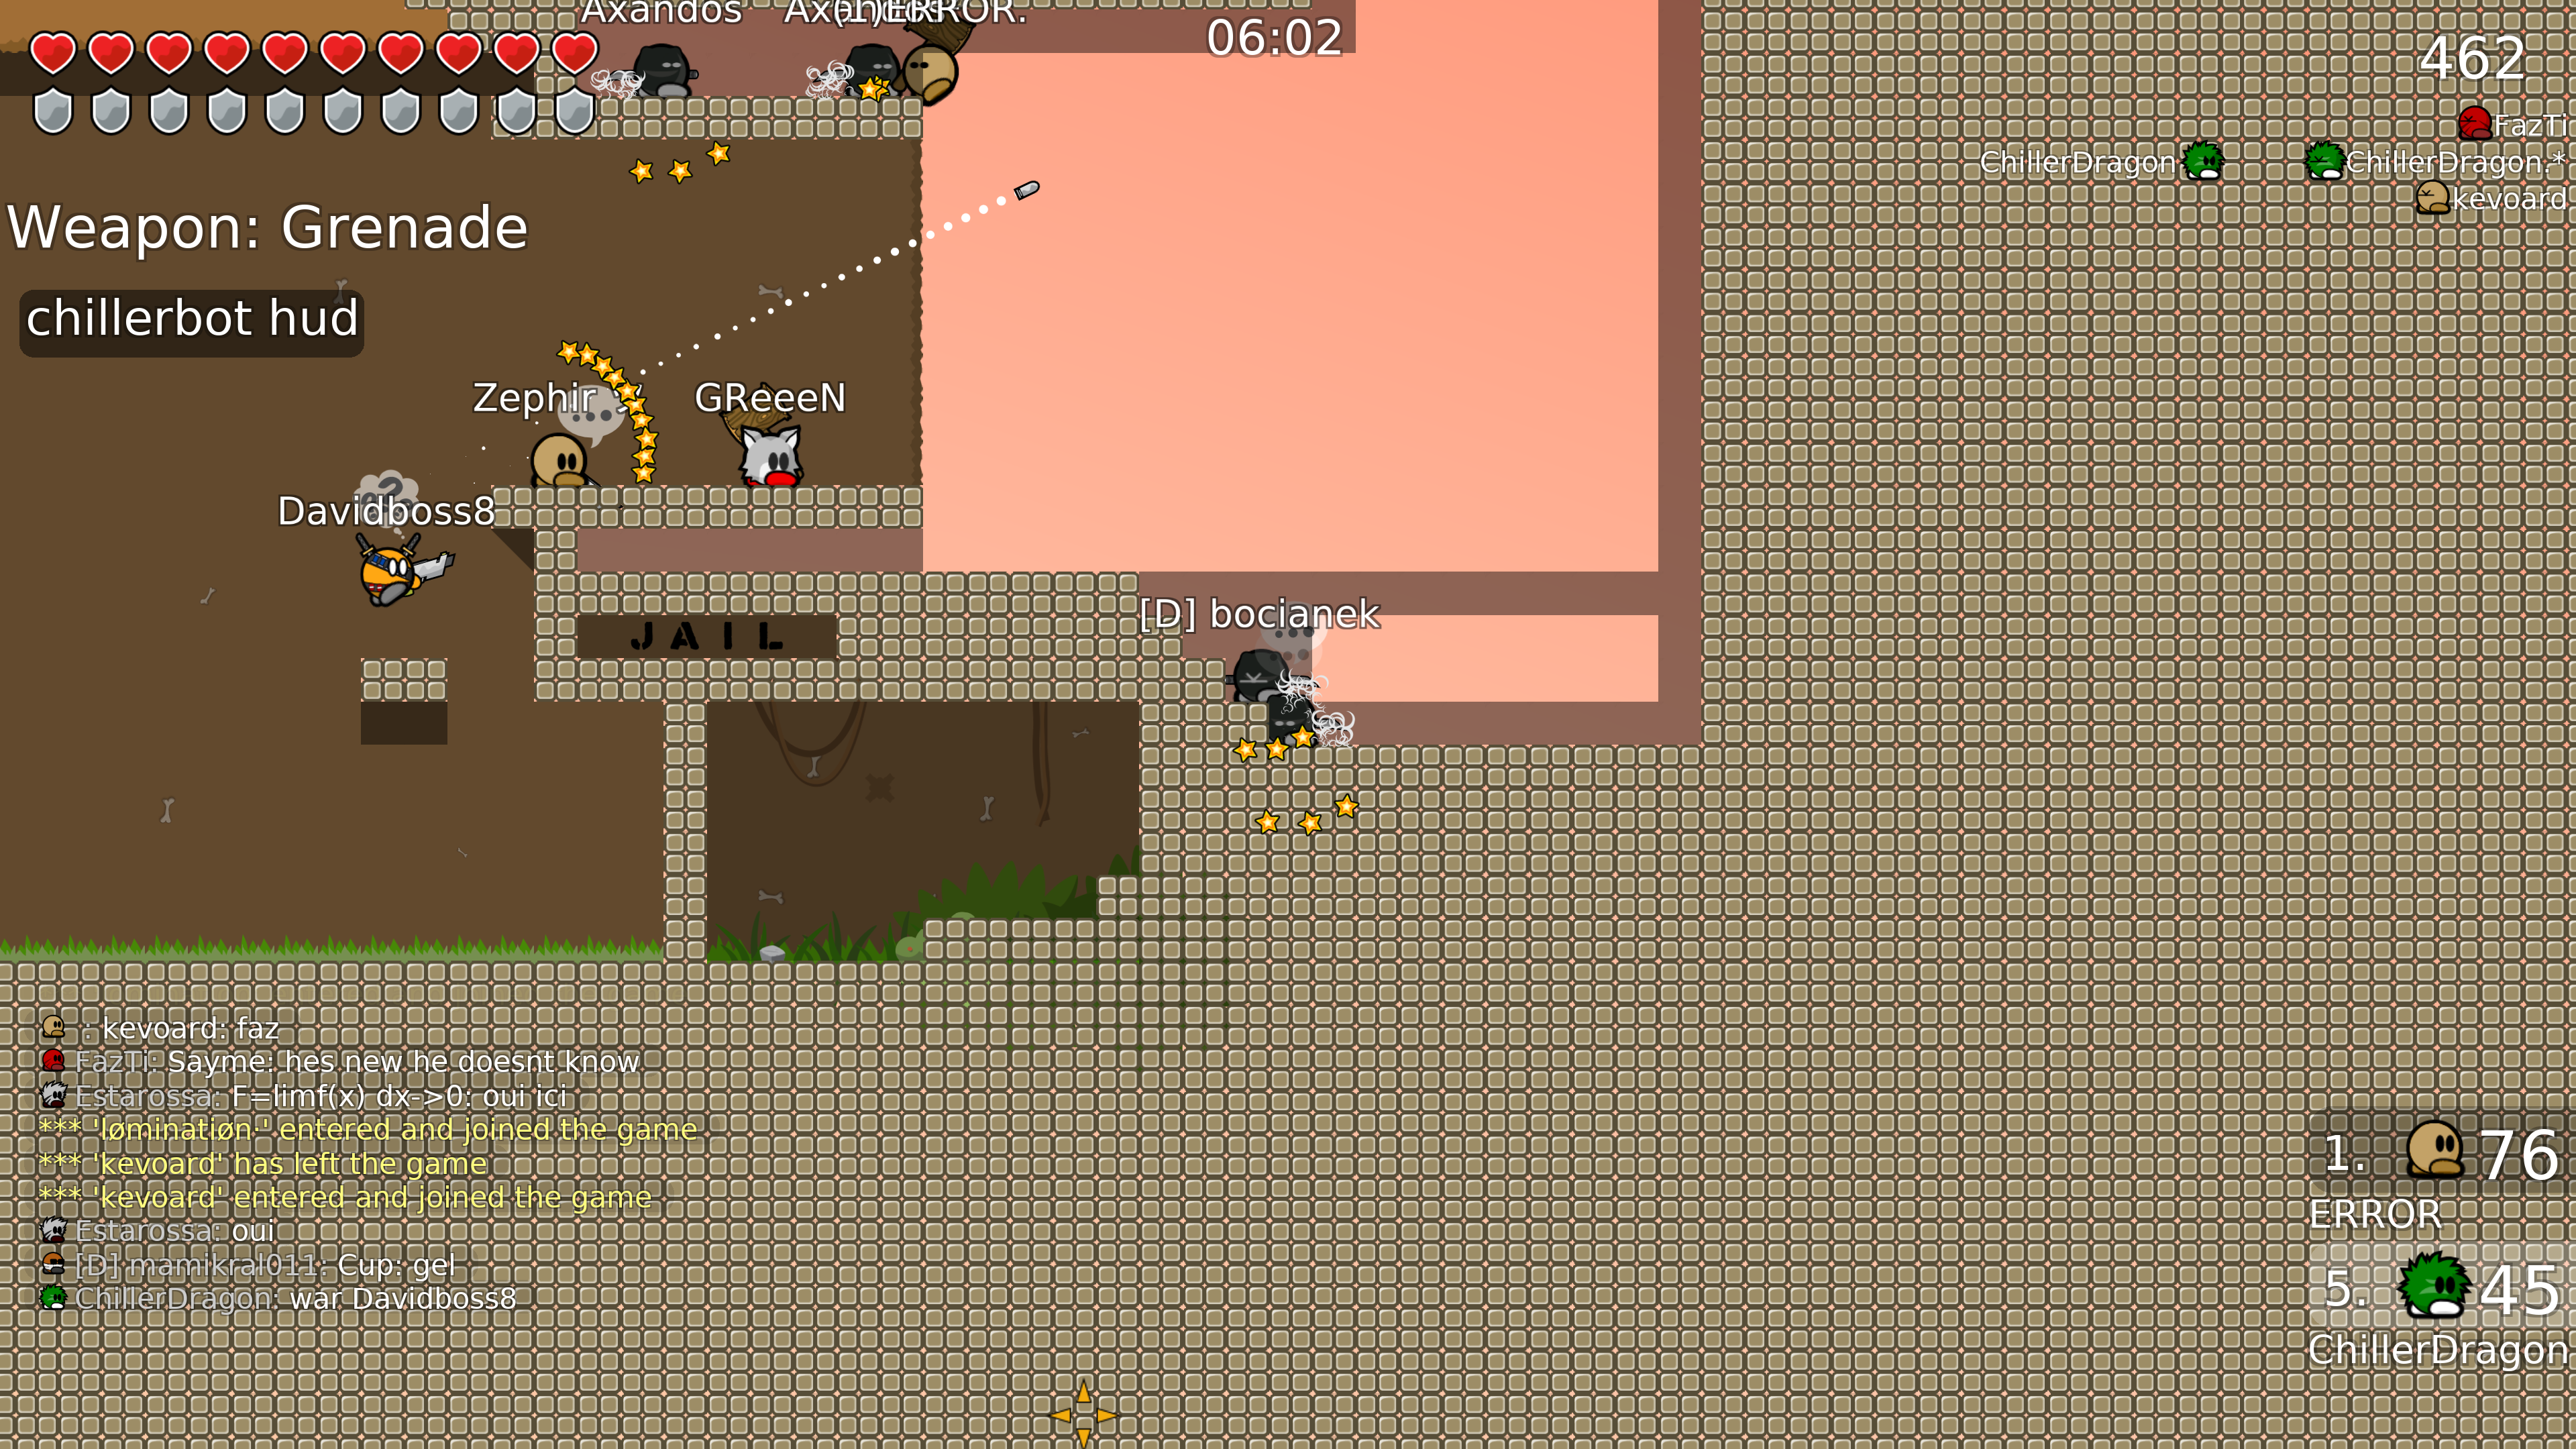 Axandos
ERROR.
06:02
462
FazTi
ChillerDragon
ChillerDragon.*
kevoard
Weapon: Grenade
chillerbot hud
Zephir
GReeeN
Davidboss8
JAIL
[D] bocianek
: kevoard: faz
FazTi: Sayme: hes new he doesnt know
Estarossa: F=limf(x) dx->0: oui ici
*** 'lømination·' entered and joined the game
*** 'kevoard' has left the game
*** 'kevoard' entered and joined the game
Estarossa: oui
[D] mamikral011: Cup: gel
ChillerDragon: war Davidboss8
1. 76
ERROR
5. 45
ChillerDragon